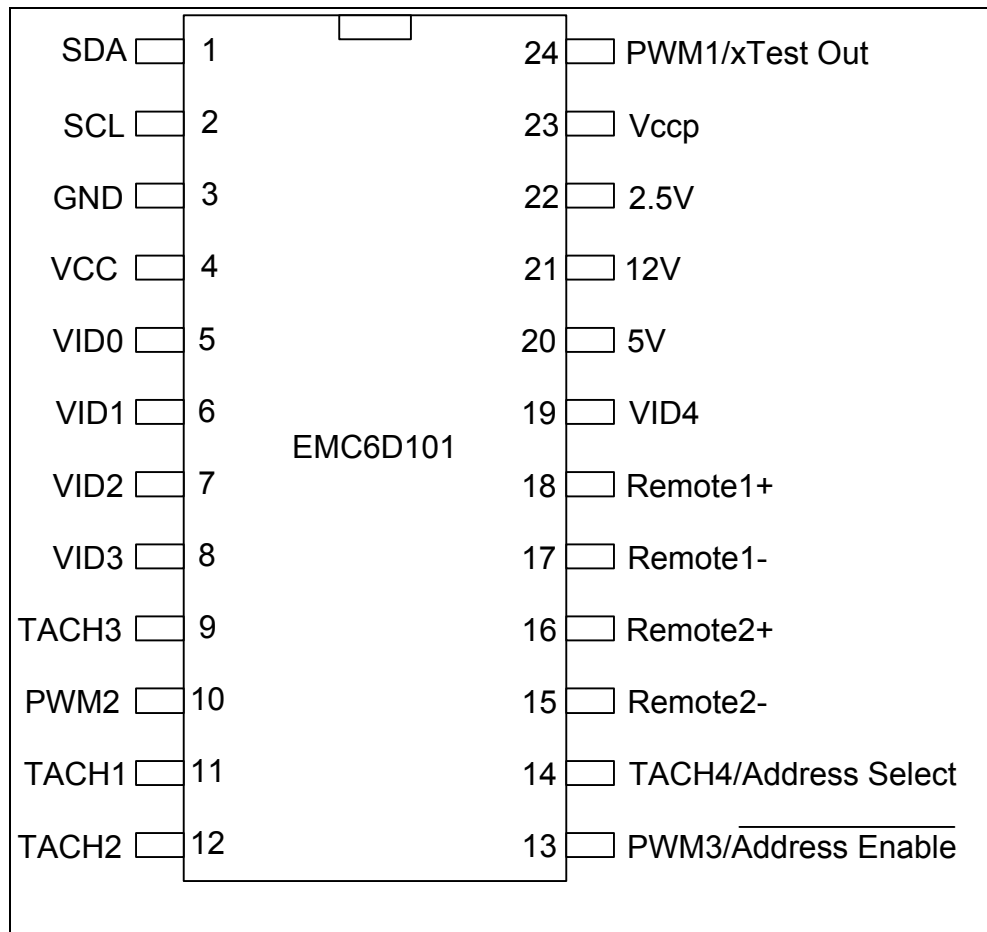 SDA 1 24 PWM1/xTest Out
SCL 2 23 Vccp
GND 3 22 2.5V
VCC 4 21 12V
VID0 5 20 5V
VID1 6 19 VID4
EMC6D101
VID2 7 18 Remote1+
VID3 8 17 Remote1-
TACH3 9 16 Remote2+
PWM2 10 15 Remote2-
TACH1 11 14 TACH4/Address Select
TACH2 12 13 PWM3/Address Enable